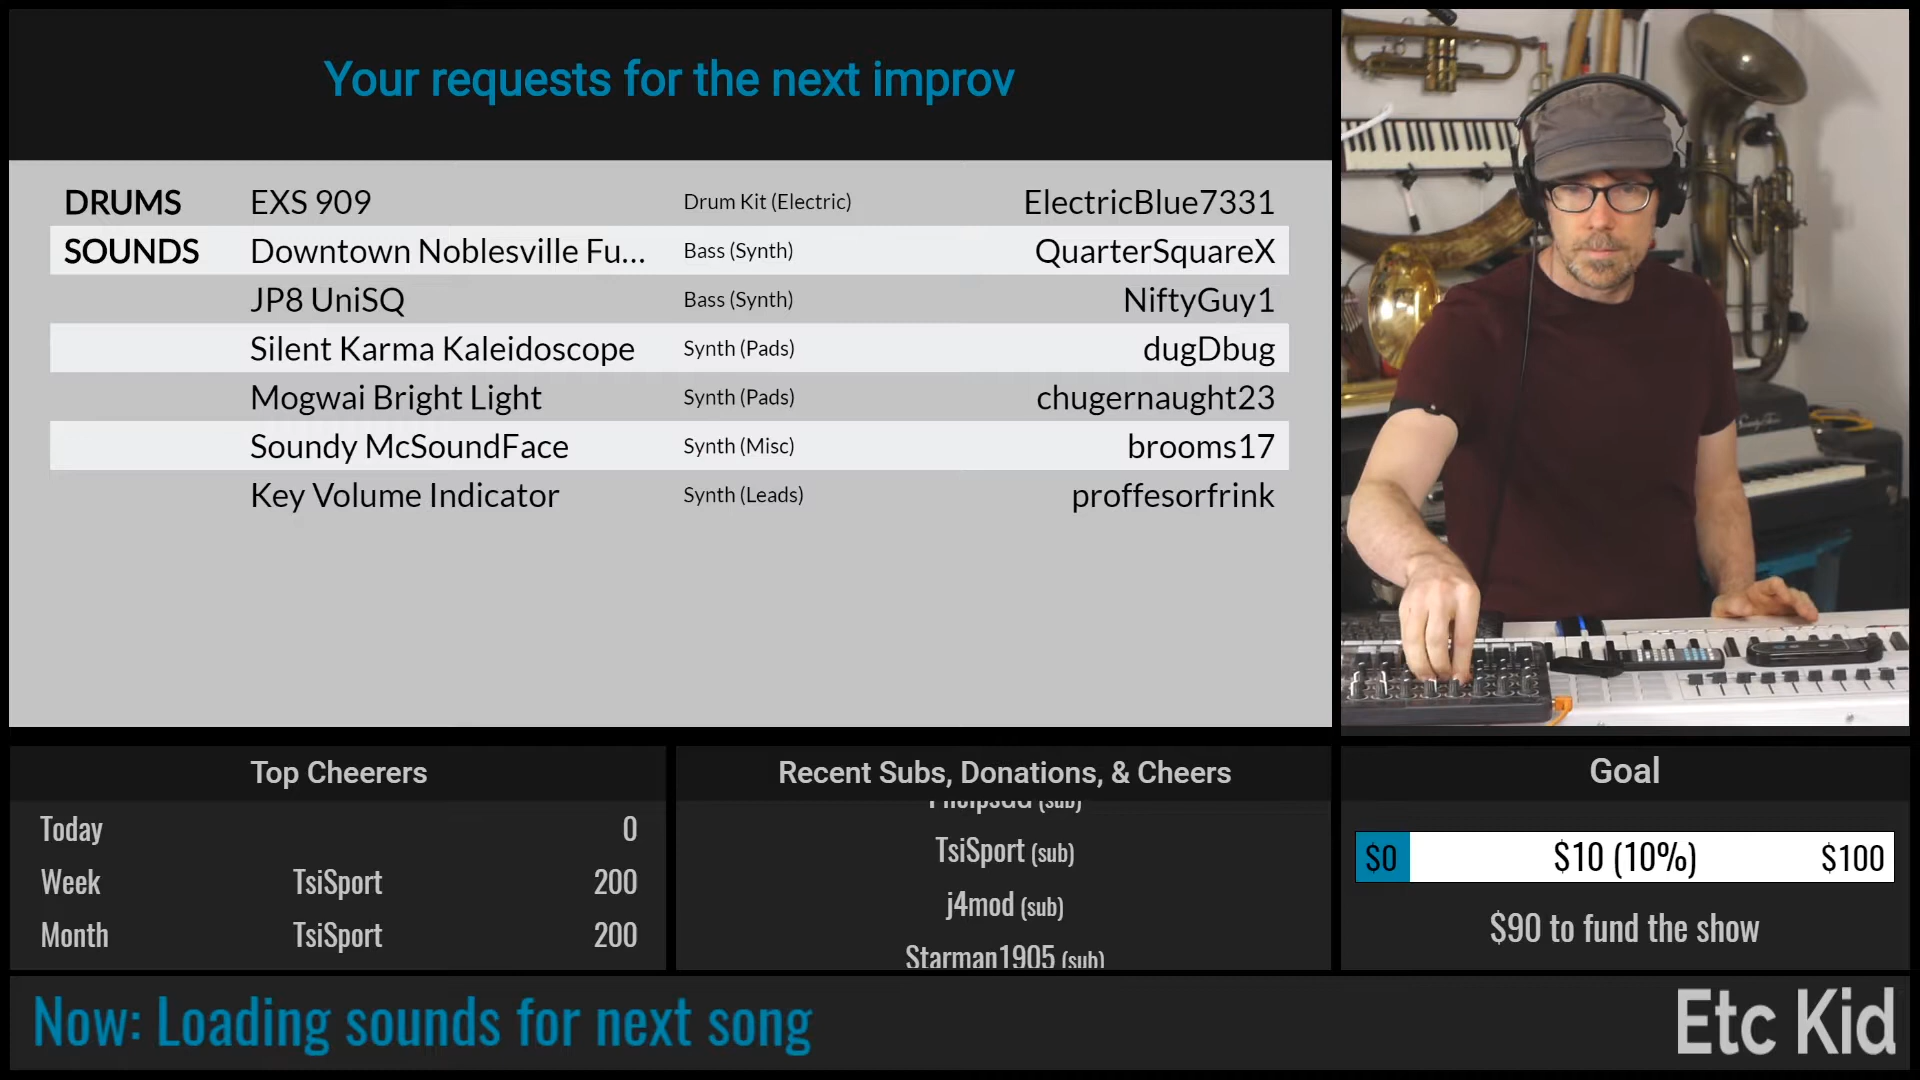 Your requests for the next improv
DRUMS EXS 909 Drum Kit (Electric) ElectricBlue7331
SOUNDS Downtown Noblesville Fu... Bass (Synth) QuarterSquareX
JP8 UniSQ Bass (Synth) NiftyGuy1
Silent Karma Kaleidoscope Synth (Pads) dugDbug
Mogwai Bright Light Synth (Pads) chugernaught23
Soundy McSoundFace Synth (Misc) brooms17
Key Volume Indicator Synth (Leads) proffesorfrink
Top Cheerers
Today 0
Week TsiSport 200
Month TsiSport 200
Recent Subs, Donations, & Cheers
(sub)
TsiSport (sub)
j4mod (sub)
Starman1905 (sub)
Goal
$0 $10 (10%) $100
$90 to fund the show
Now: Loading sounds for next song
Etc Kid